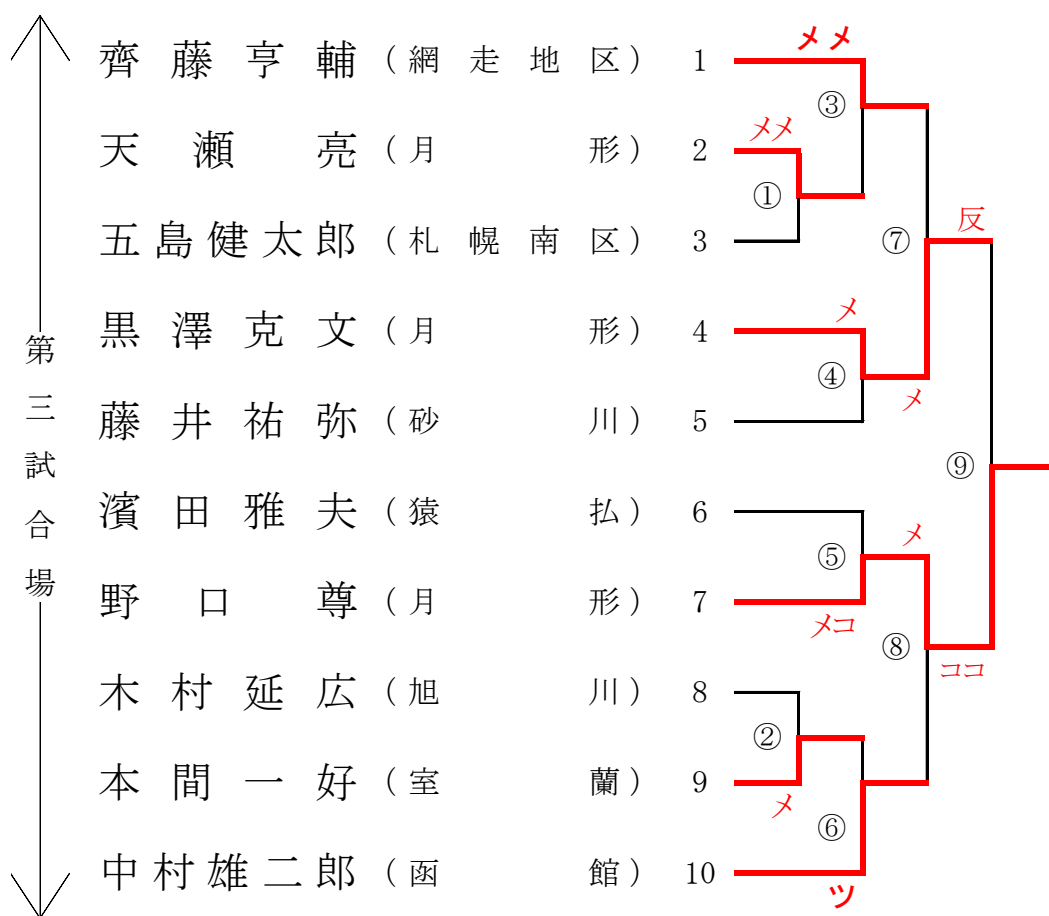 メメ
齊藤亨輔（網走地区） 1
③
メメ
天瀬亮（月形） 2
①
反
五島健太郎（札幌南区） 3
⑦
メ
黒澤克文（月形） 4
④
メ
藤井祐弥（砂川） 5
⑨
濱田雅夫（猿払） 6
メ
⑤
野口尊（月形） 7
メコ
⑧
ココ
木村延広（旭川） 8
②
本間一好（室蘭） 9
メ
⑥
中村雄二郎（函館） 10
ツ
第三試合場